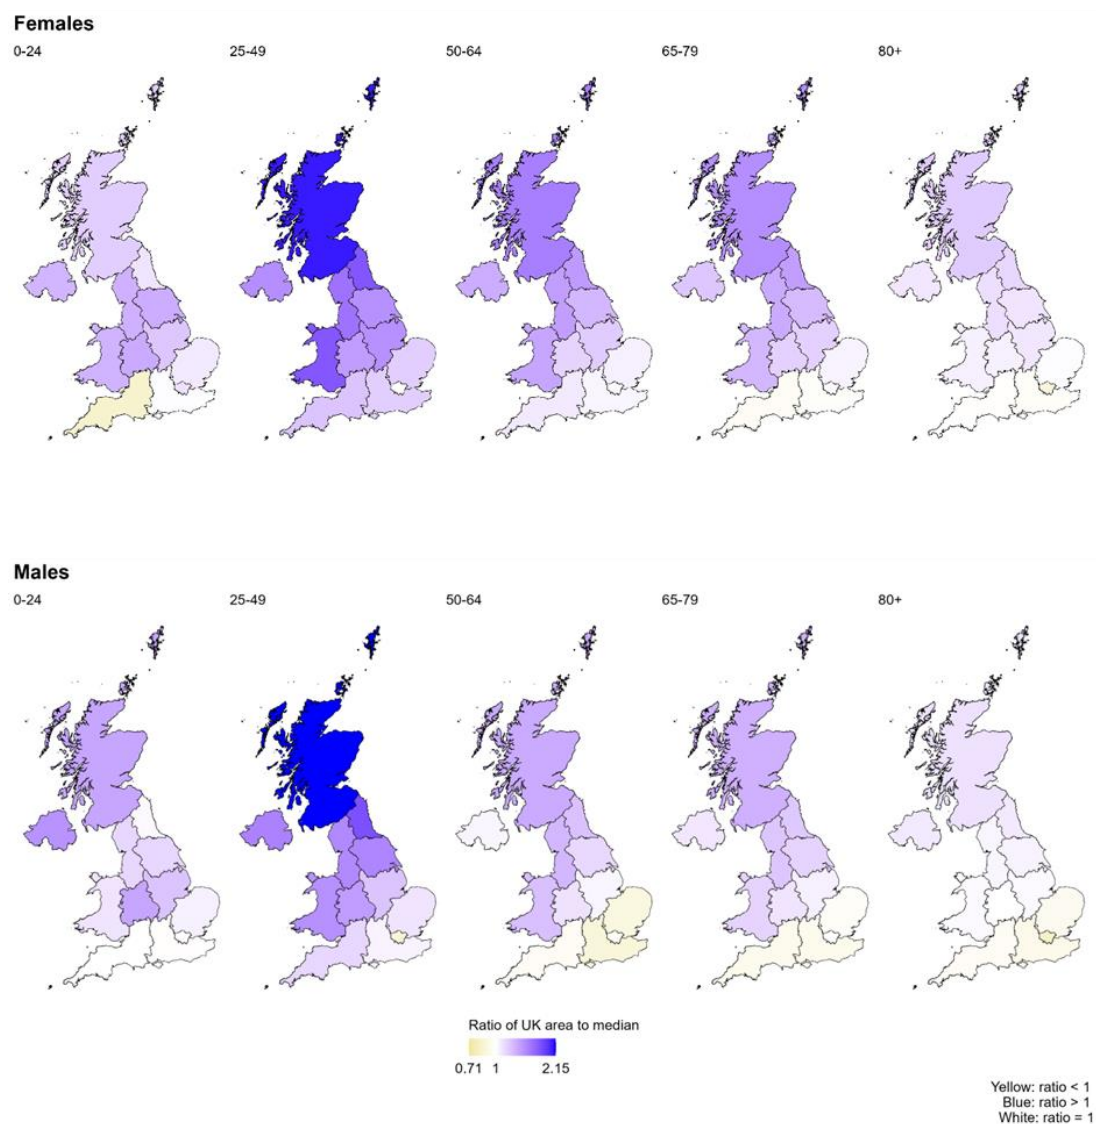 Females
0-24 25-49 50-64 65-79 80+
Males
0-24 25-49 50-64 65-79 80+
Ratio of UK area to median
0.71 1 2.15
Yellow: ratio < 1
Blue: ratio > 1
White: ratio = 1